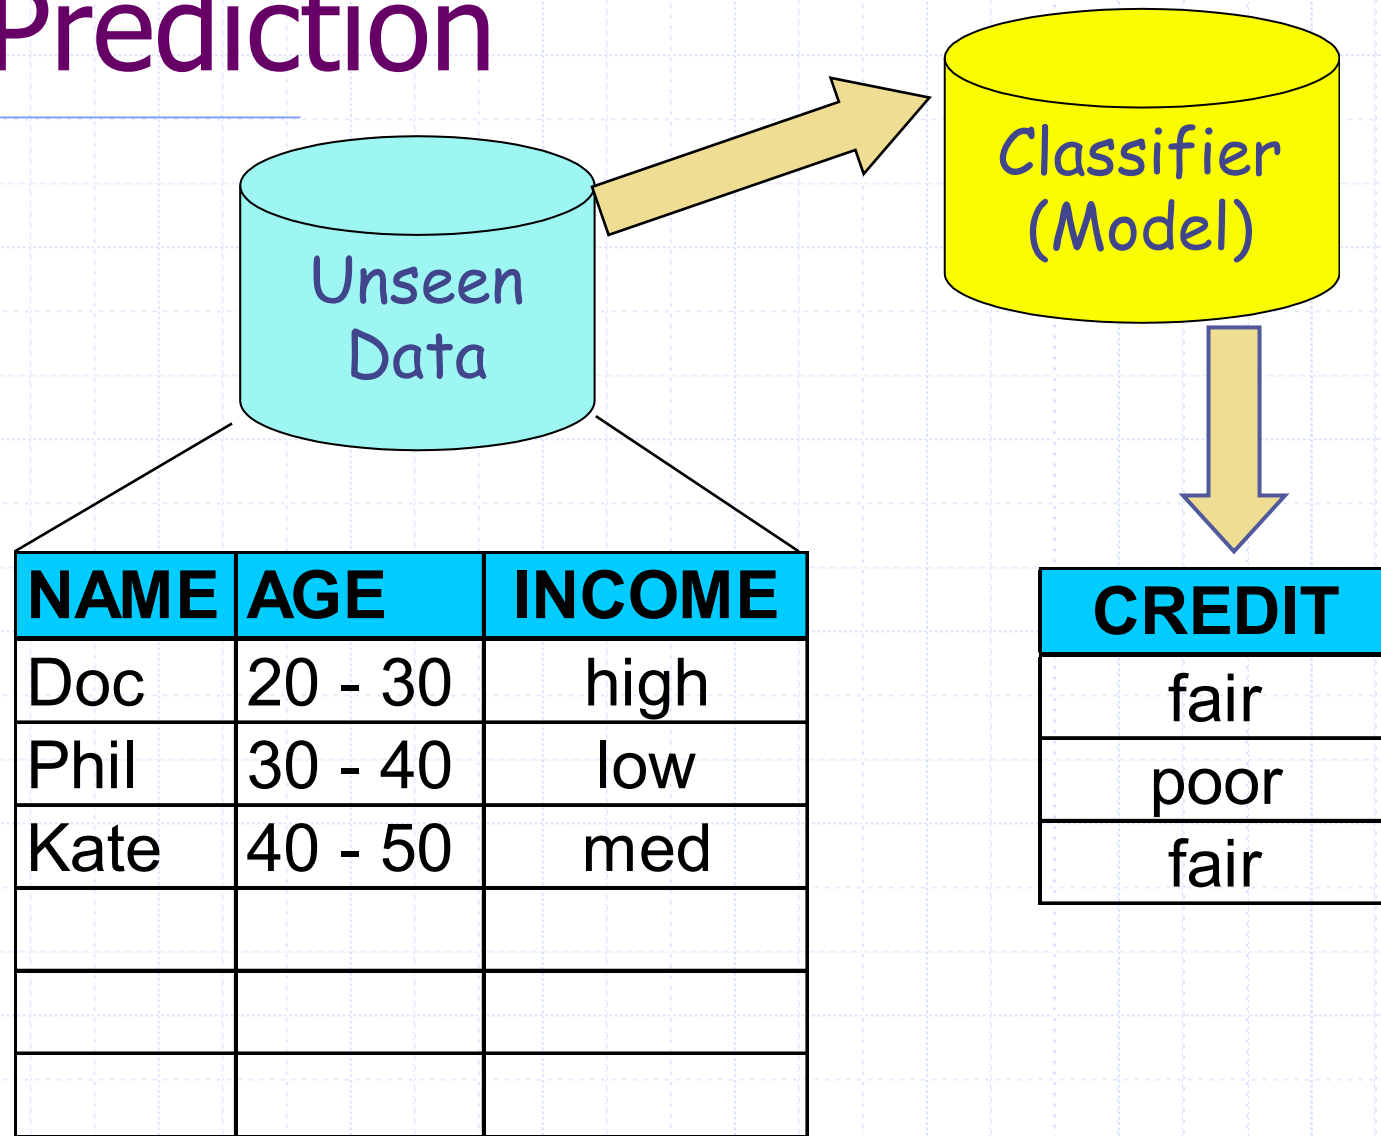 Prediction
Unseen
Data
Classifier
(Model)
NAME AGE INCOME
Doc 20 - 30 high
Phil 30 - 40 low
Kate 40 - 50 med
CREDIT
fair
poor
fair